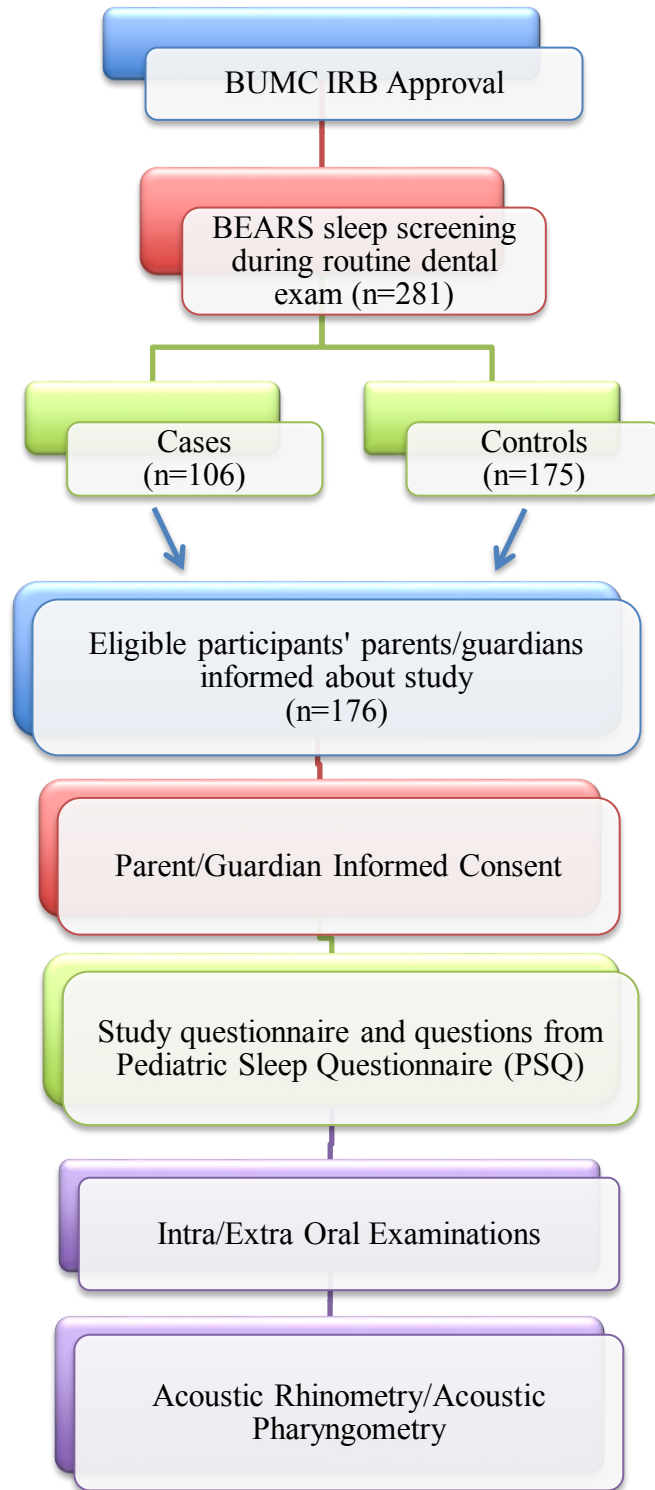 BUMC IRB Approval
BEARS sleep screening
during routine dental
exam (n=281)
Cases
(n=106)
Controls
(n=175)
Eligible participants' parents/guardians
informed about study
(n=176)
Parent/Guardian Informed Consent
Study questionnaire and questions from
Pediatric Sleep Questionnaire (PSQ)
Intra/Extra Oral Examinations
Acoustic Rhinometry/Acoustic
Pharyngometry